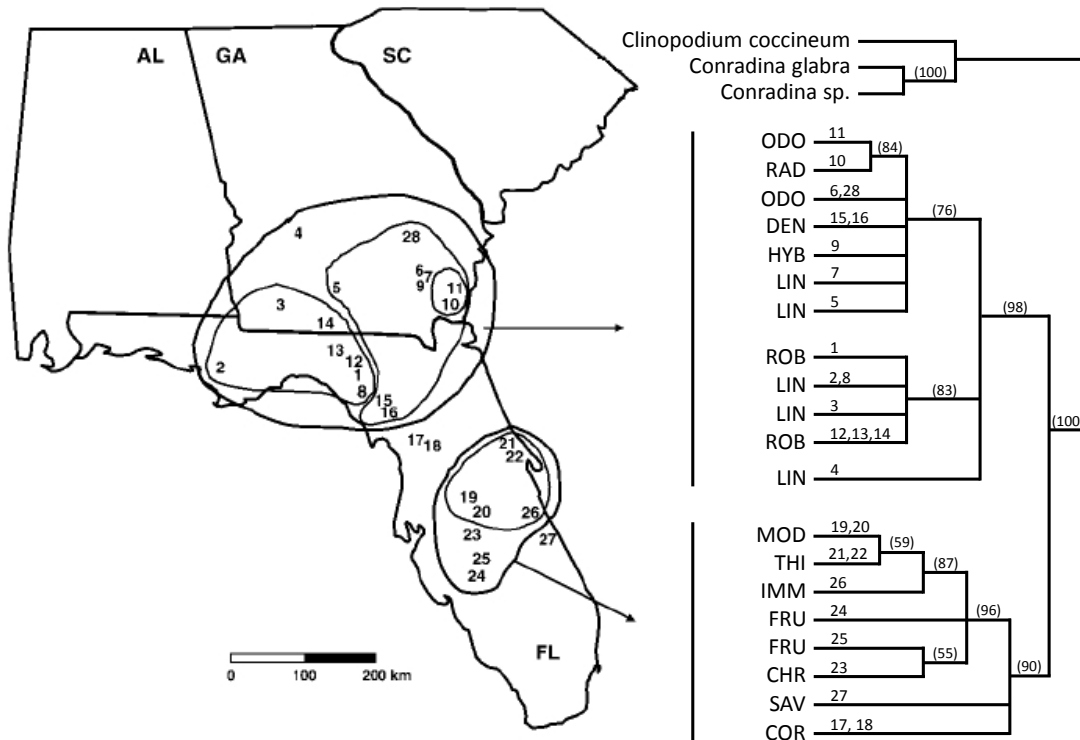 AL GA SC
4 28
6 7
9 11
5 10
3
14
13 12
2 1
8 15
16
17 18 21
22
19
20 26
23 27
25
24
FL
0 100 200 km
Clinopodium coccineum
Conradina glabra
(100)
Conradina sp.
ODO 11
(84)
RAD 10
ODO 6,28
(76)
DEN 15,16
HYB 9
LIN 7
LIN 5
(98)
ROB 1
LIN 2,8
(83)
LIN 3
ROB 12,13,14
(100
LIN 4
MOD 19,20
(59)
THI 21,22
(87)
IMM 26
FRU 24
(96)
FRU 25
(55)
(90)
CHR 23
SAV 27
COR 17, 18